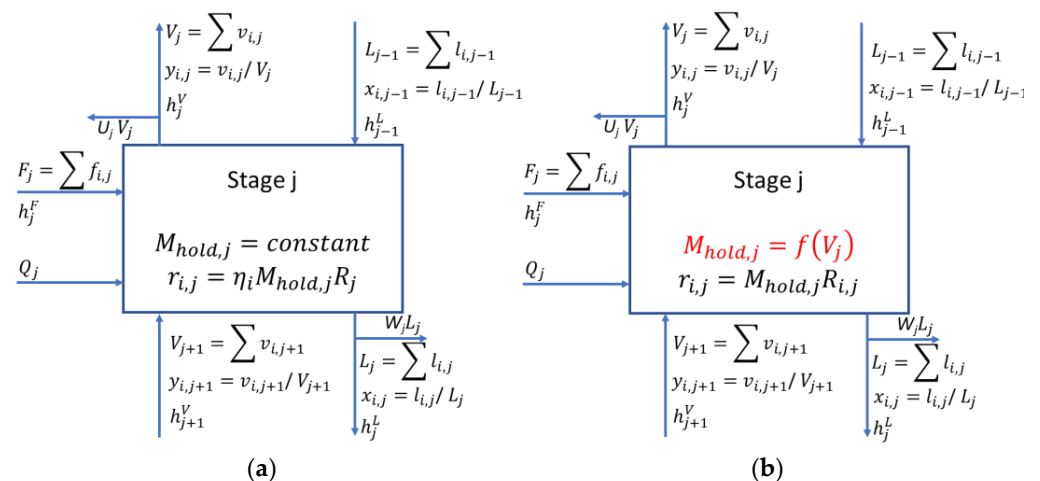 V_j = ∑ v_{i,j}
y_{i,j} = v_{i,j}/V_j
h_j^V
U_j V_j
L_{j−1} = ∑ l_{i,j−1}
x_{i,j−1} = l_{i,j−1}/L_{j−1}
h_{j−1}^L
F_j = ∑ f_{i,j}
h_j^F
Stage j
M_{hold,j} = constant
r_{i,j} = η_i M_{hold,j} R_j
Q_j
V_{j+1} = ∑ v_{i,j+1}
y_{i,j+1} = v_{i,j+1}/V_{j+1}
h_{j+1}^V
W_j L_j
L_j = ∑ l_{i,j}
x_{i,j} = l_{i,j}/L_j
h_j^L
(a)
V_j = ∑ v_{i,j}
y_{i,j} = v_{i,j}/V_j
h_j^V
U_j V_j
L_{j−1} = ∑ l_{i,j−1}
x_{i,j−1} = l_{i,j−1}/L_{j−1}
h_{j−1}^L
F_j = ∑ f_{i,j}
h_j^F
Stage j
M_{hold,j} = f(V_j)
r_{i,j} = M_{hold,j} R_{i,j}
Q_j
V_{j+1} = ∑ v_{i,j+1}
y_{i,j+1} = v_{i,j+1}/V_{j+1}
h_{j+1}^V
W_j L_j
L_j = ∑ l_{i,j}
x_{i,j} = l_{i,j}/L_j
h_j^L
(b)